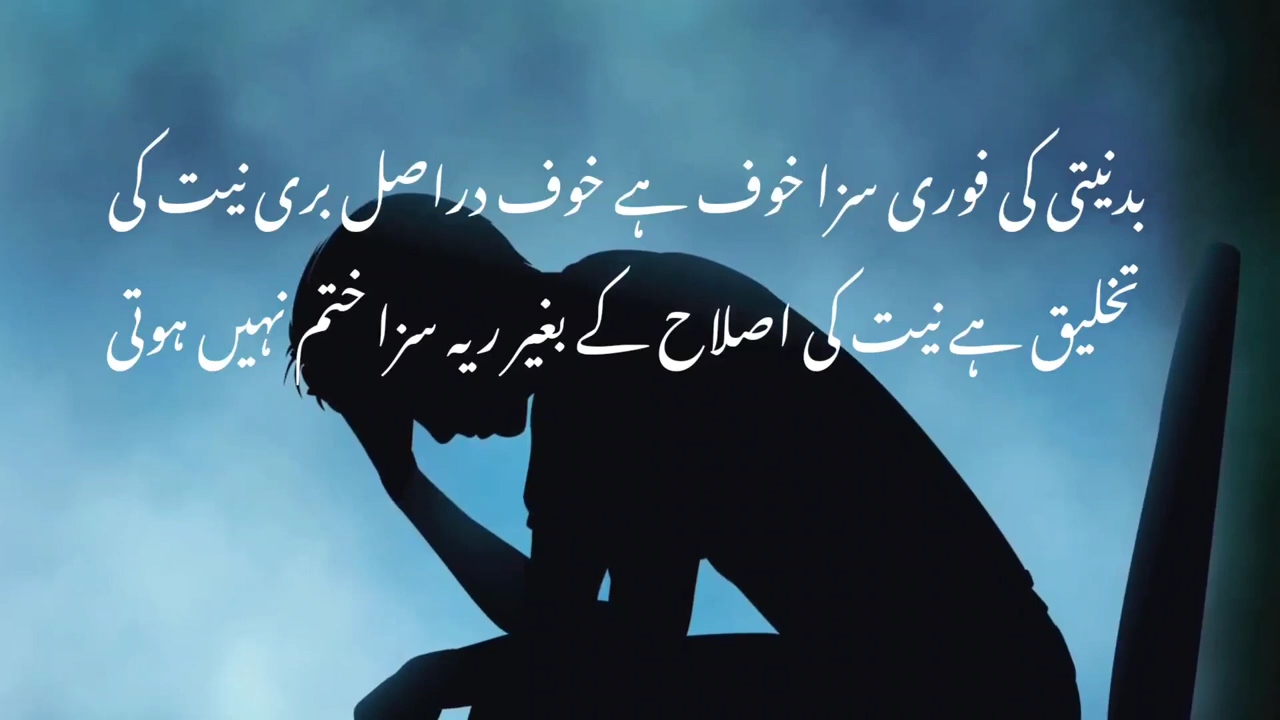 بدنیتی کی فوری سزا خوف ہے خوف دراصل بری نیت کی
تخلیق ہے نیت کی اصلاح کے بغیر ریہ سزا ختم نہیں ہوتی